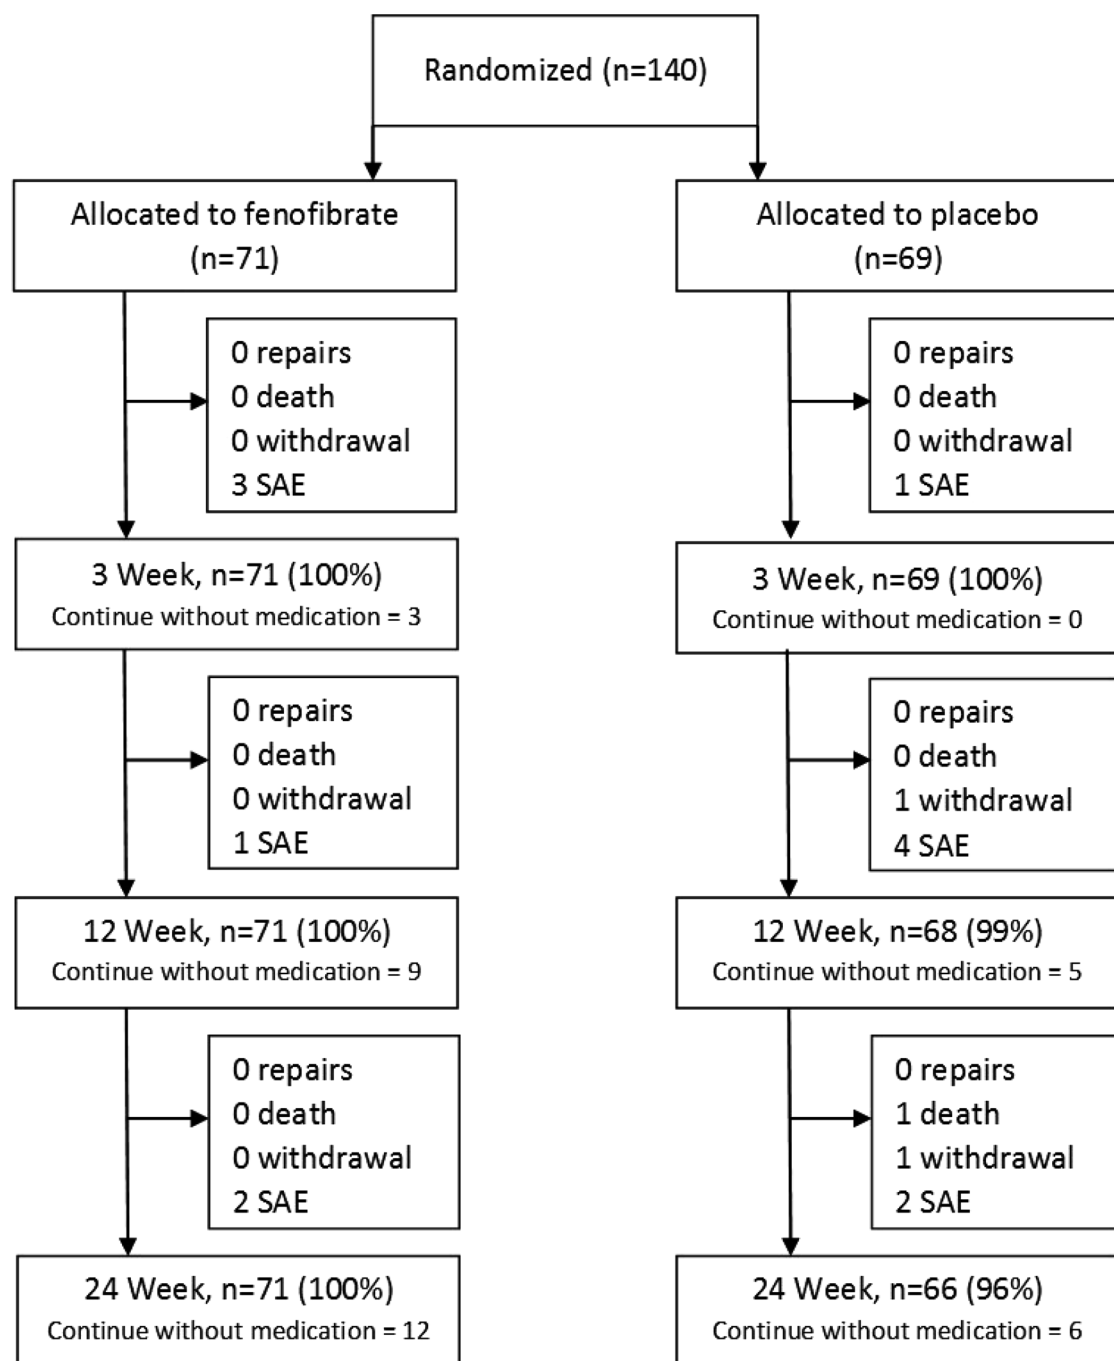 Randomized (n=140)
Allocated to fenofibrate
(n=71)
0 repairs
0 death
0 withdrawal
3 SAE
3 Week, n=71 (100%)
Continue without medication = 3
0 repairs
0 death
0 withdrawal
1 SAE
12 Week, n=71 (100%)
Continue without medication = 9
0 repairs
0 death
0 withdrawal
2 SAE
24 Week, n=71 (100%)
Continue without medication = 12
Allocated to placebo
(n=69)
0 repairs
0 death
0 withdrawal
1 SAE
3 Week, n=69 (100%)
Continue without medication = 0
0 repairs
0 death
1 withdrawal
4 SAE
12 Week, n=68 (99%)
Continue without medication = 5
0 repairs
1 death
1 withdrawal
2 SAE
24 Week, n=66 (96%)
Continue without medication = 6